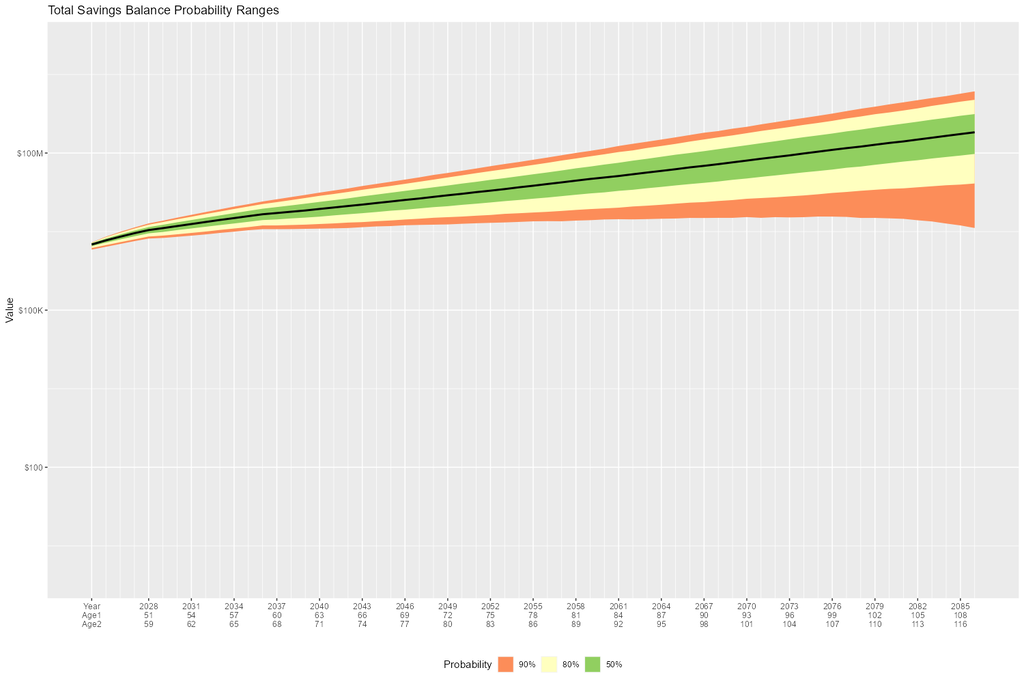 Total Savings Balance Probability Ranges
Value
$100M
$100K
$100
Year 2028 2031 2034 2037 2040 2043 2046 2049 2052 2055 2058 2061 2064 2067 2070 2073 2076 2079 2082 2085
Age1 51 54 57 60 63 66 69 72 75 78 81 84 87 90 93 96 99 102 105 108
Age2 59 62 65 68 71 74 77 80 83 86 89 92 95 98 101 104 107 110 113 116
Probability 90% 80% 50%